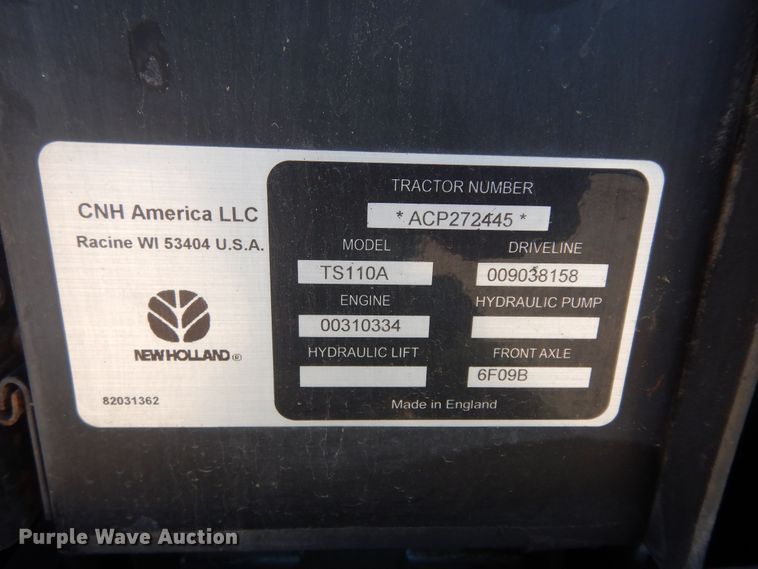 CNH America LLC
Racine WI 53404 U.S.A.
NEW HOLLAND ®
82031362
TRACTOR NUMBER
* ACP272445 *
MODEL DRIVELINE
TS110A 009038158
ENGINE HYDRAULIC PUMP
00310334
HYDRAULIC LIFT FRONT AXLE
6F09B
Made in England
Purple Wave Auction